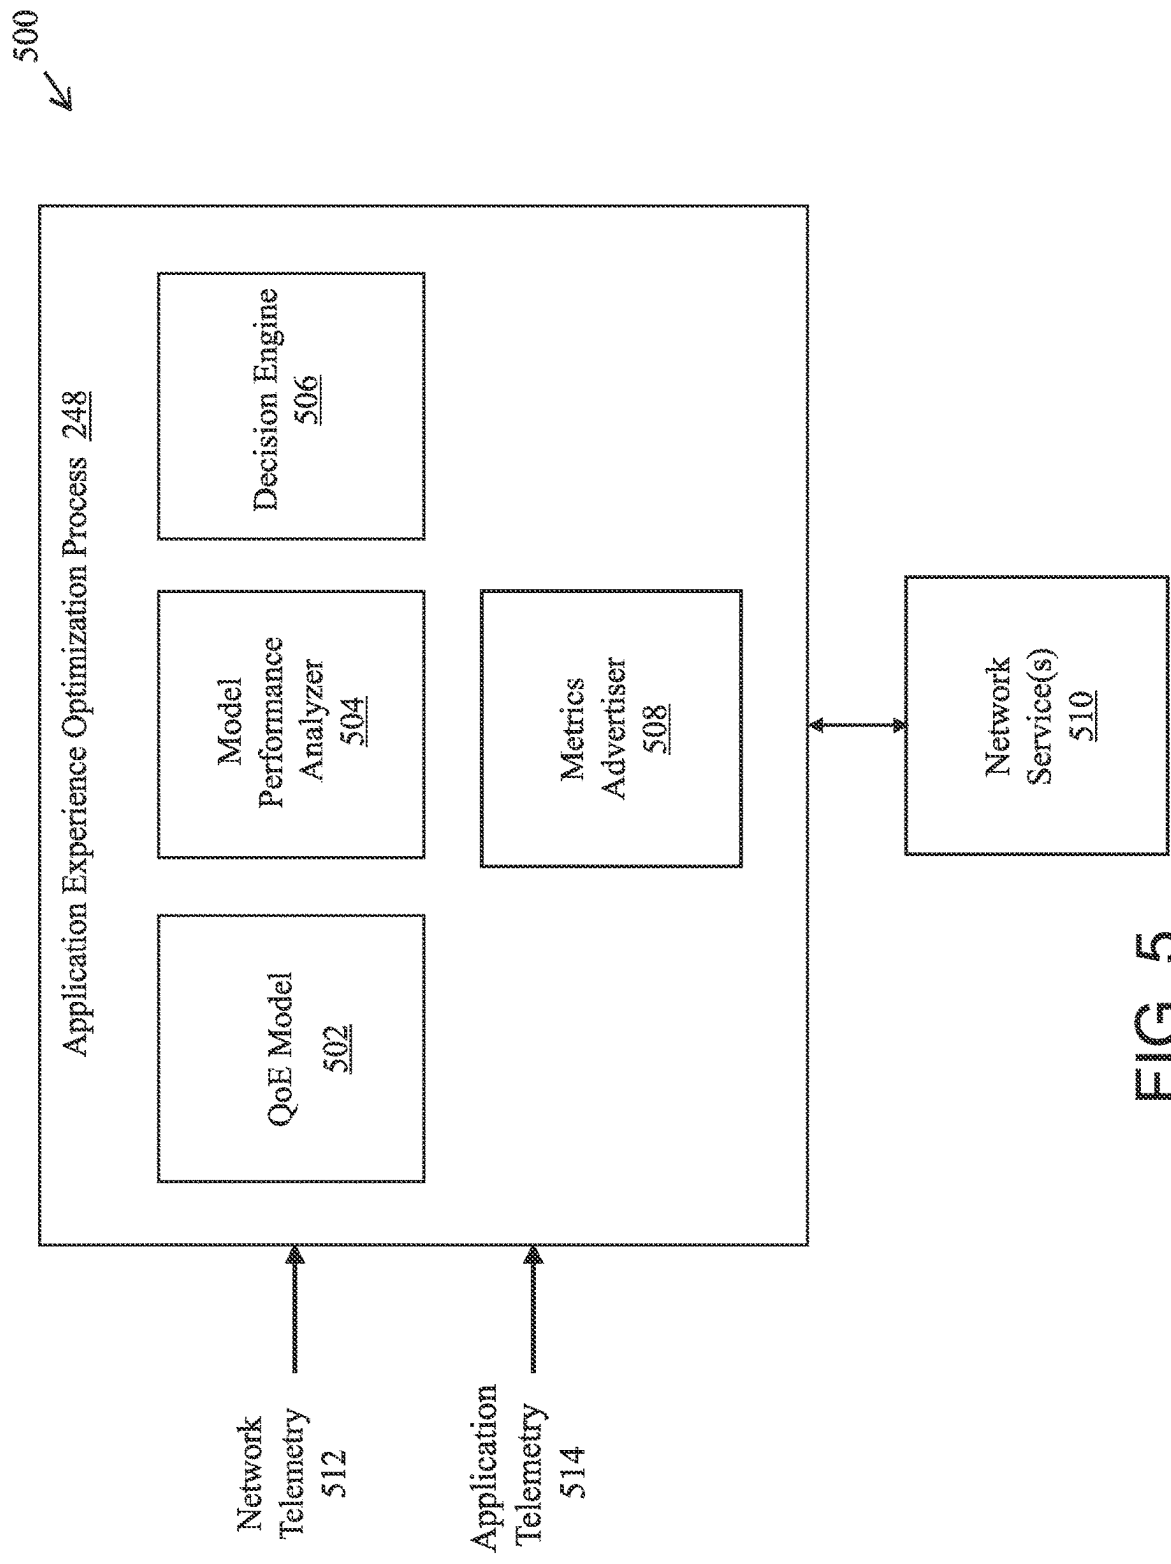 500
Application Experience Optimization Process 248
QoE Model
502
Model
Performance
Analyzer
504
Decision Engine
506
Metrics
Advertiser
508
Network
Telemetry
512
Application
Telemetry
514
Network
Service(s)
510
FIG. 5